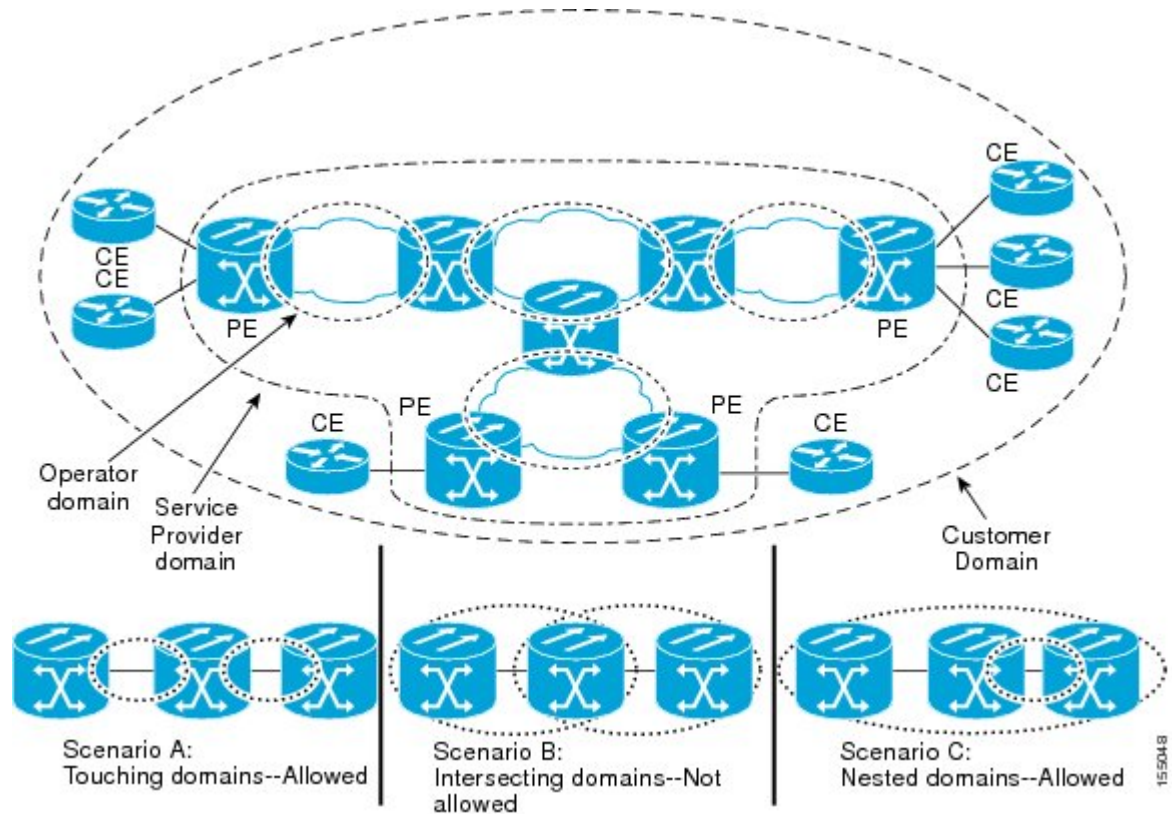 CE
CE
CE
PE
CE
PE
CE
CE
PE
PE
CE
CE
Operator
domain
Service
Provider
domain
Customer
Domain
Scenario A:
Touching domains--Allowed
Scenario B:
Intersecting domains--Not
allowed
Scenario C:
Nested domains--Allowed
155048